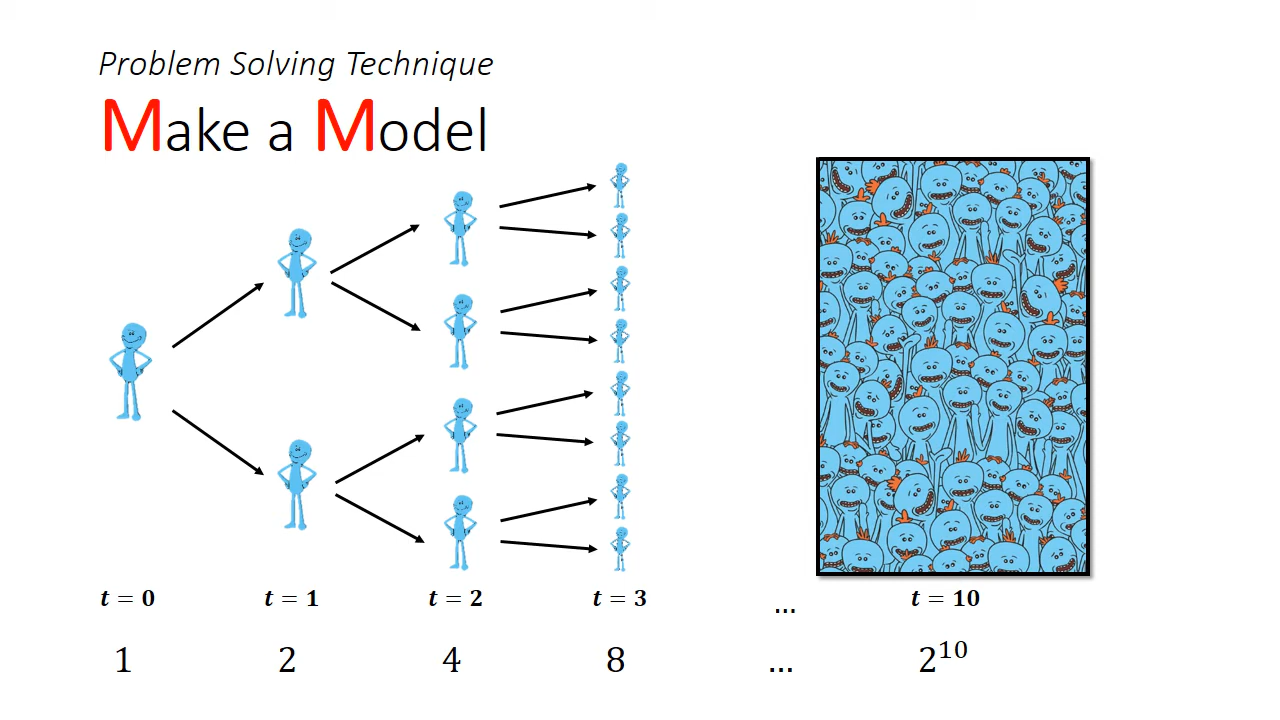 Problem Solving Technique
Make a Model
t = 0 t = 1 t = 2 t = 3 ... t = 10
1 2 4 8 ... 2^10